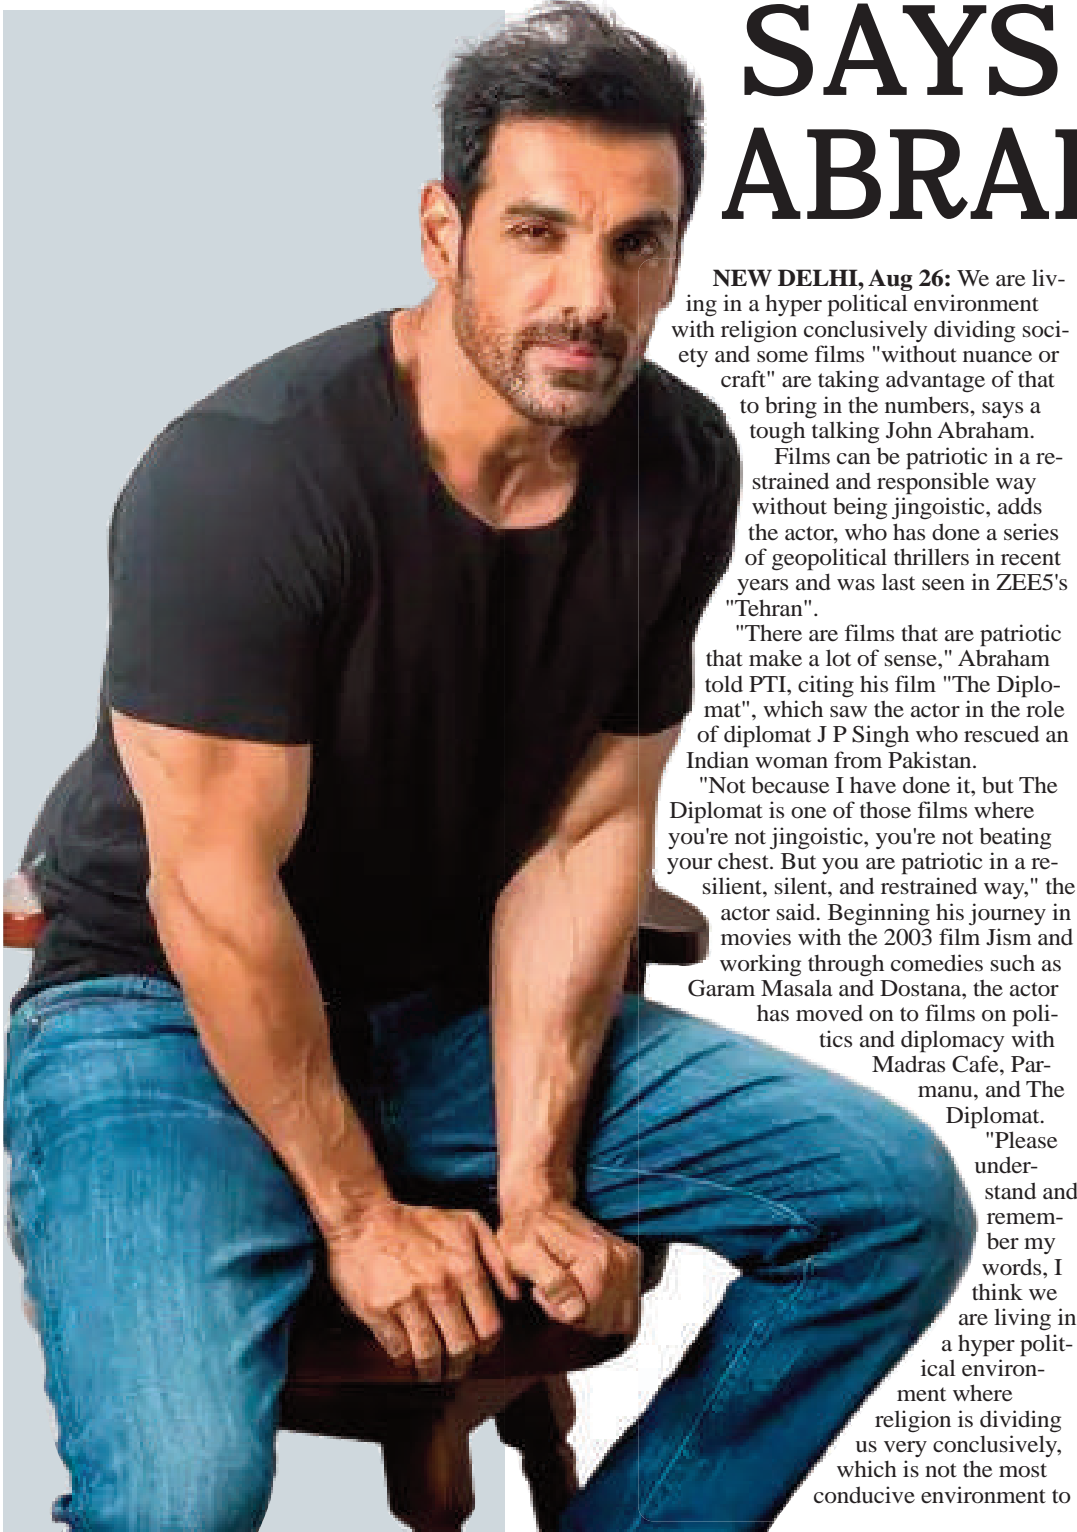 SAYS
ABRA
NEW DELHI, Aug 26: We are liv-
ing in a hyper political environment
with religion conclusively dividing soci-
ety and some films "without nuance or
craft" are taking advantage of that
to bring in the numbers, says a
tough talking John Abraham.
Films can be patriotic in a re-
strained and responsible way
without being jingoistic, adds
the actor, who has done a series
of geopolitical thrillers in recent
years and was last seen in ZEE5's
"Tehran".
"There are films that are patriotic
that make a lot of sense," Abraham
told PTI, citing his film "The Diplo-
mat", which saw the actor in the role
of diplomat J P Singh who rescued an
Indian woman from Pakistan.
"Not because I have done it, but The
Diplomat is one of those films where
you're not jingoistic, you're not beating
your chest. But you are patriotic in a re-
silient, silent, and restrained way," the
actor said. Beginning his journey in
movies with the 2003 film Jism and
working through comedies such as
Garam Masala and Dostana, the actor
has moved on to films on poli-
tics and diplomacy with
Madras Cafe, Par-
manu, and The
Diplomat.
"Please
under-
stand and
remem-
ber my
words, I
think we
are living in
a hyper polit-
ical environ-
ment where
religion is dividing
us very conclusively,
which is not the most
conducive environment to